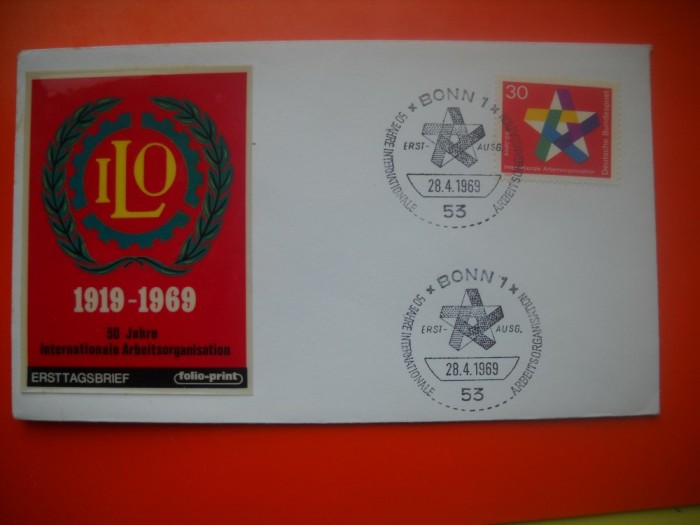 ILO
1919-1969
50 Jahre
Internationale Arbeitsorganisation
ERSTTAGSBRIEF
folio-print
BONN 1
ERST-
AUSG.
28.4.1969
53
50 JAHRE INTERNATIONALE
30
Deutsche Bundespost
Internationale Arbeitsorganisation
BONN 1
ERST-
AUSG.
28.4.1969
53
50 JAHRE INTERNATIONALE ARBEITSORGANISATION